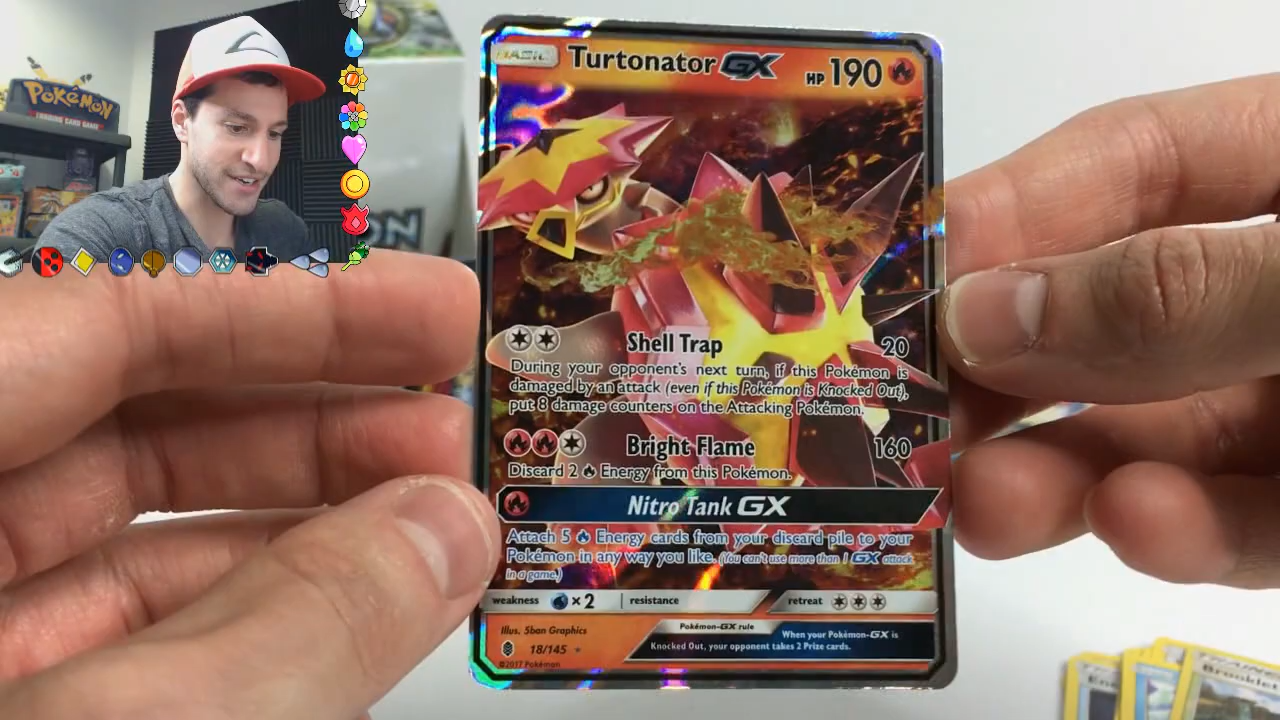 Pokémon
TRADING CARD GAME
BASIC
Turtonator GX
HP 190
Shell Trap 20
During your opponent's next turn, if this Pokémon is
damaged by an attack (even if this Pokémon is Knocked Out),
put 8 damage counters on the Attacking Pokémon.
Bright Flame 160
Discard 2 Energy from this Pokémon.
Nitro Tank GX
Attach 5 Energy cards from your discard pile to your
Pokémon in any way you like. (You can't use more than 1 GX attack
in a game.)
weakness ×2 resistance retreat
Illus. 5ban Graphics
18/145
©2017 Pokémon
Pokémon-GX rule
When your Pokémon-GX is
Knocked Out, your opponent takes 2 Prize cards.